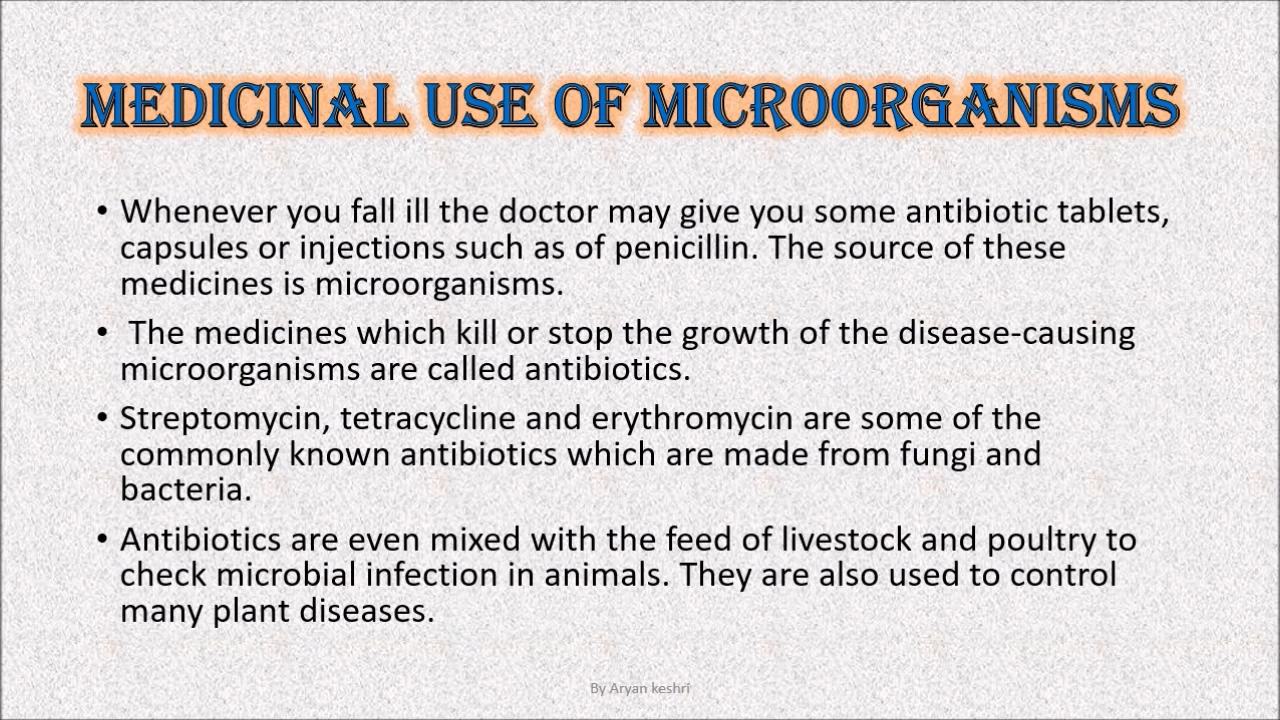 MEDICINAL USE OF MICROORGANISMS
• Whenever you fall ill the doctor may give you some antibiotic tablets,
capsules or injections such as of penicillin. The source of these
medicines is microorganisms.
• The medicines which kill or stop the growth of the disease-causing
microorganisms are called antibiotics.
• Streptomycin, tetracycline and erythromycin are some of the
commonly known antibiotics which are made from fungi and
bacteria.
• Antibiotics are even mixed with the feed of livestock and poultry to
check microbial infection in animals. They are also used to control
many plant diseases.
By Aryan keshri